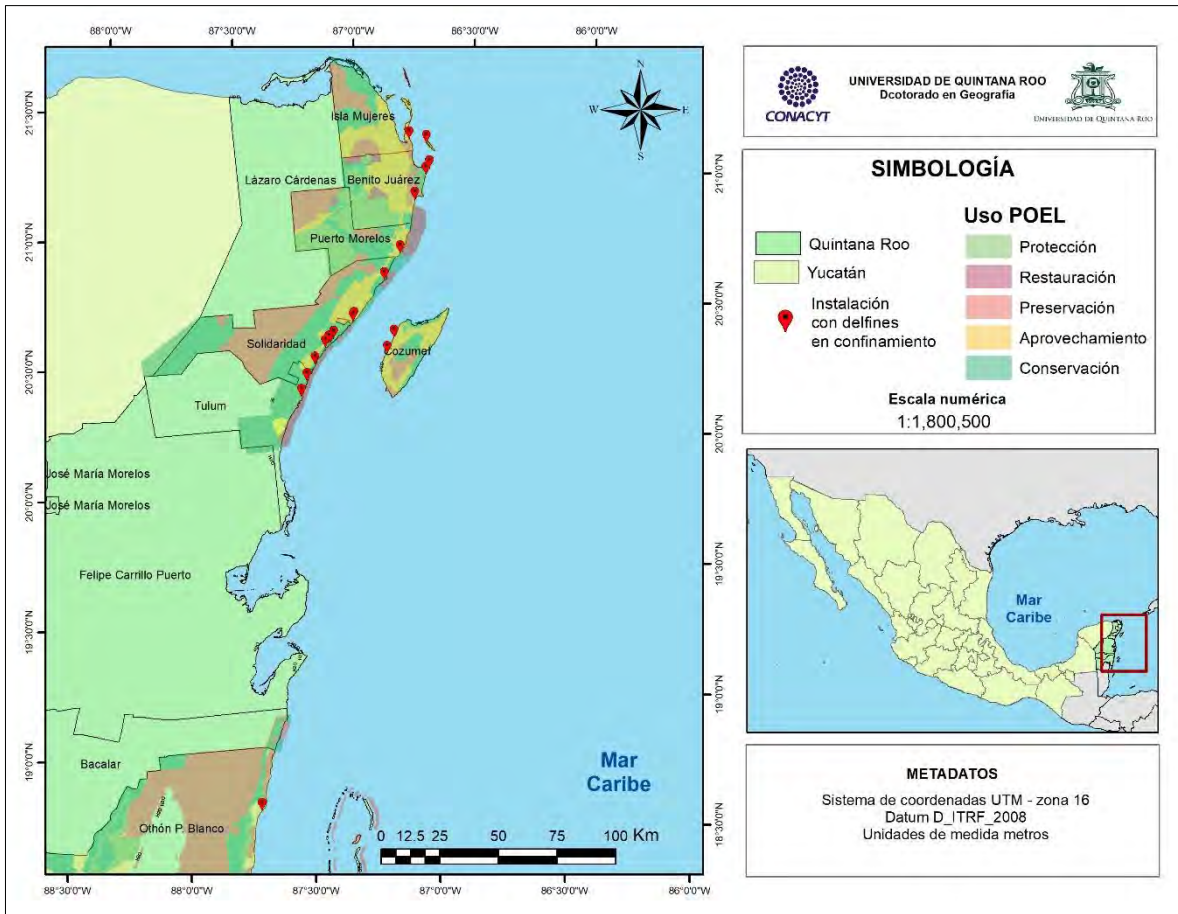 88°0'0"W
87°30'0"W
87°0'0"W
86°30'0"W
86°0'0"W
21°30'0"N
21°0'0"N
20°30'0"N
20°0'0"N
19°30'0"N
19°0'0"N
21°0'0"N
20°30'0"N
20°0'0"N
19°30'0"N
18°30'0"N
88°30'0"W
88°0'0"W
87°30'0"W
87°0'0"W
86°30'0"W
86°0'0"W
Isla Mujeres
Lázaro Cárdenas
Benito Juárez
Puerto Morelos
Solidaridad
Cozumel
Tulum
José María Morelos
José María Morelos
Felipe Carrillo Puerto
Bacalar
Othón P. Blanco
Mar
Caribe
0 12.5 25 50 75 100 Km
N
W
E
S
CONACYT
UNIVERSIDAD DE QUINTANA ROO
Dcotorado en Geografia
UNIVERSIDAD DE QUINTANA ROO
SIMBOLOGÍA
Quintana Roo
Yucatán
Instalación
con delfines
en confinamiento
Uso POEL
Protección
Restauración
Preservación
Aprovechamiento
Conservación
Escala numérica
1:1,800,500
Mar
Caribe
METADATOS
Sistema de coordenadas UTM - zona 16
Datum D_ITRF_2008
Unidades de medida metros